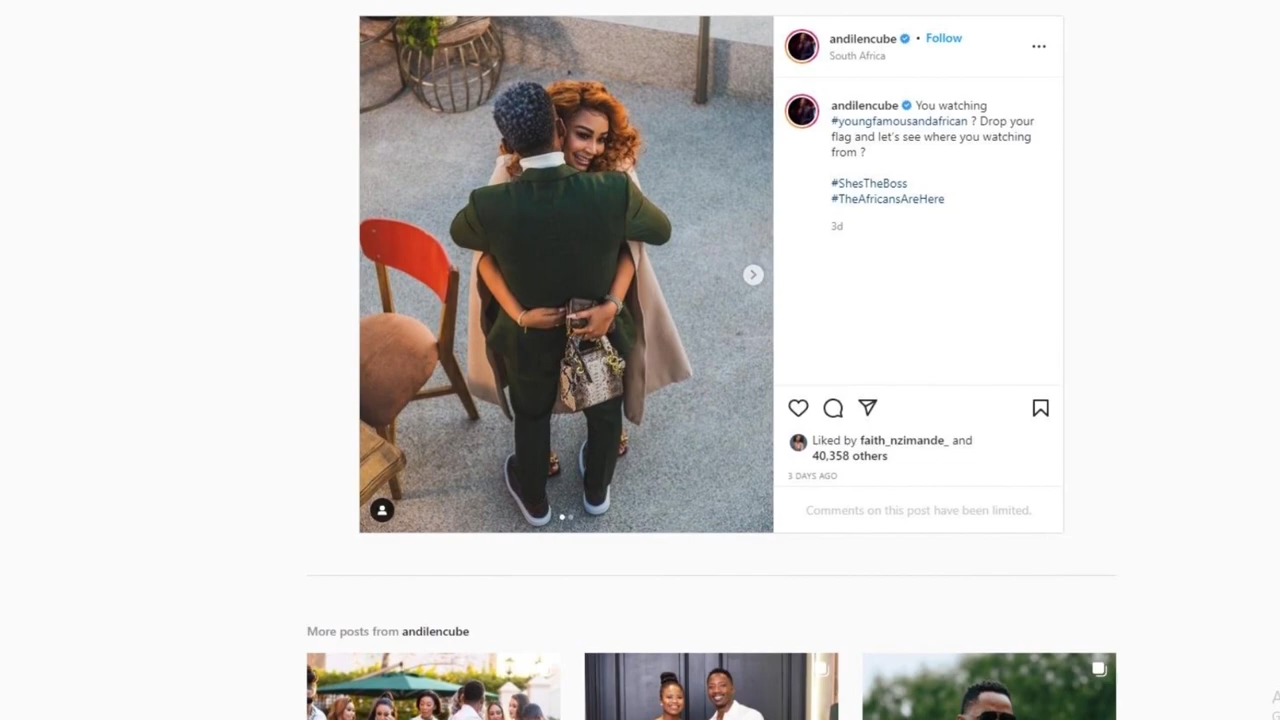 andilencube • Follow
South Africa
andilencube You watching
#youngfamousandafrican ? Drop your
flag and let's see where you watching
from ?
#ShesTheBoss
#TheAfricansAreHere
3d
Liked by faith_nzimande_ and
40,358 others
3 DAYS AGO
Comments on this post have been limited.
More posts from andilencube